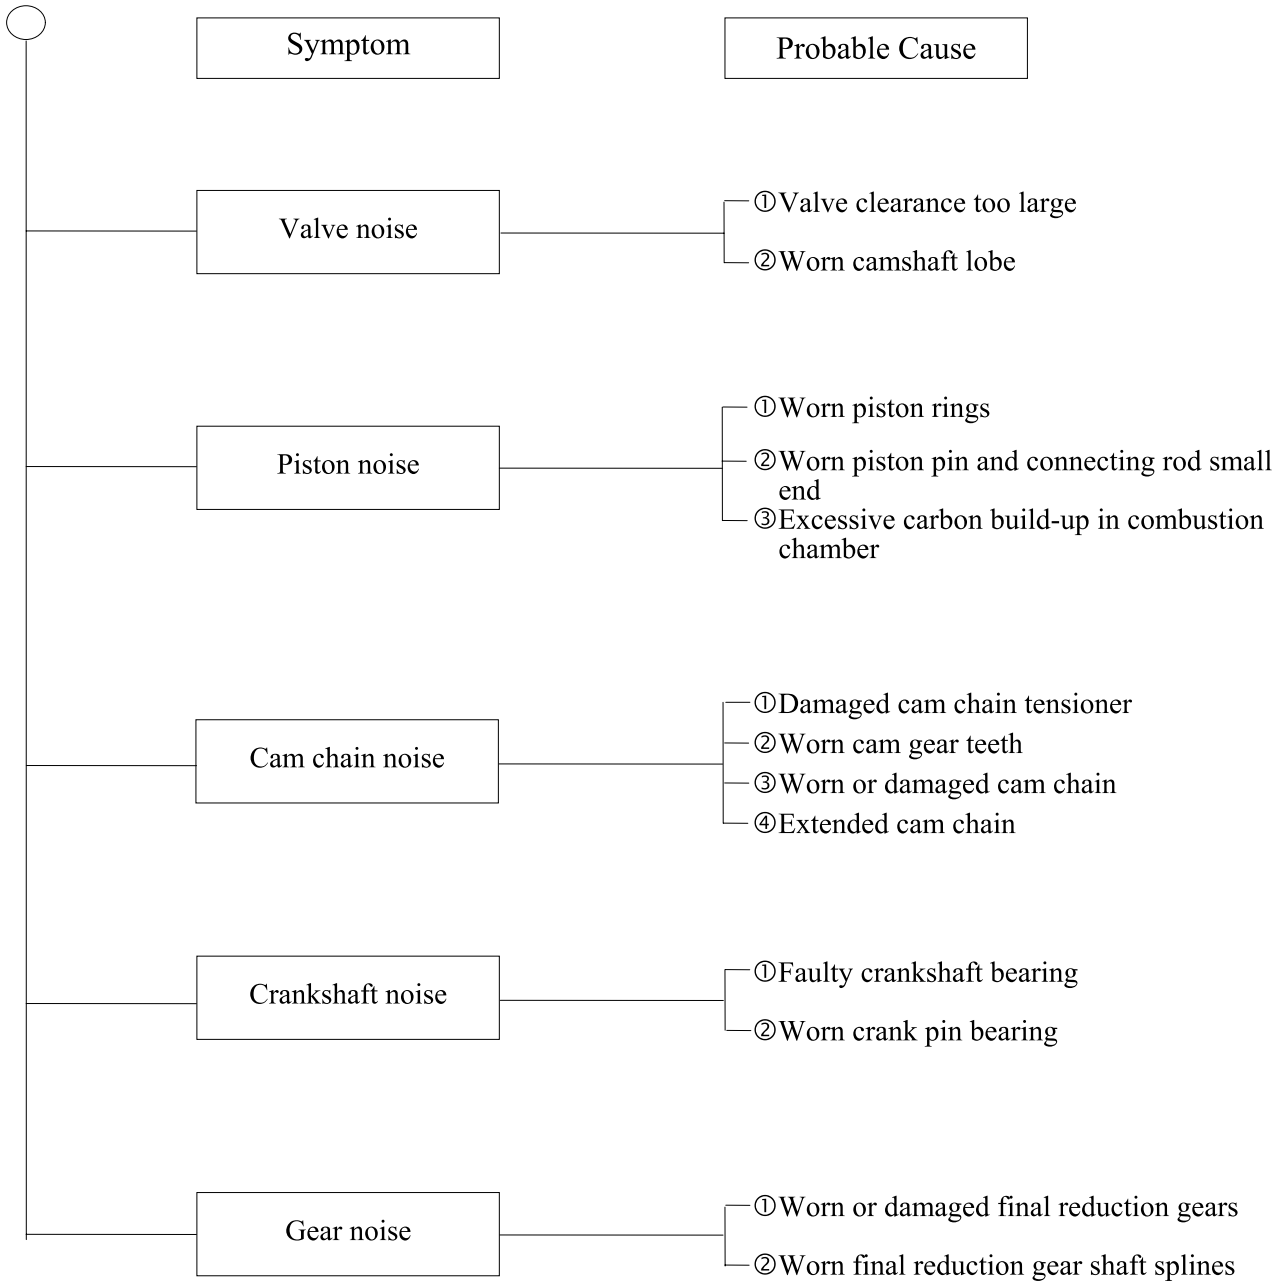 Symptom
Probable Cause
Valve noise
①Valve clearance too large
②Worn camshaft lobe
Piston noise
①Worn piston rings
②Worn piston pin and connecting rod small
end
③Excessive carbon build-up in combustion
chamber
Cam chain noise
①Damaged cam chain tensioner
②Worn cam gear teeth
③Worn or damaged cam chain
④Extended cam chain
Crankshaft noise
①Faulty crankshaft bearing
②Worn crank pin bearing
Gear noise
①Worn or damaged final reduction gears
②Worn final reduction gear shaft splines